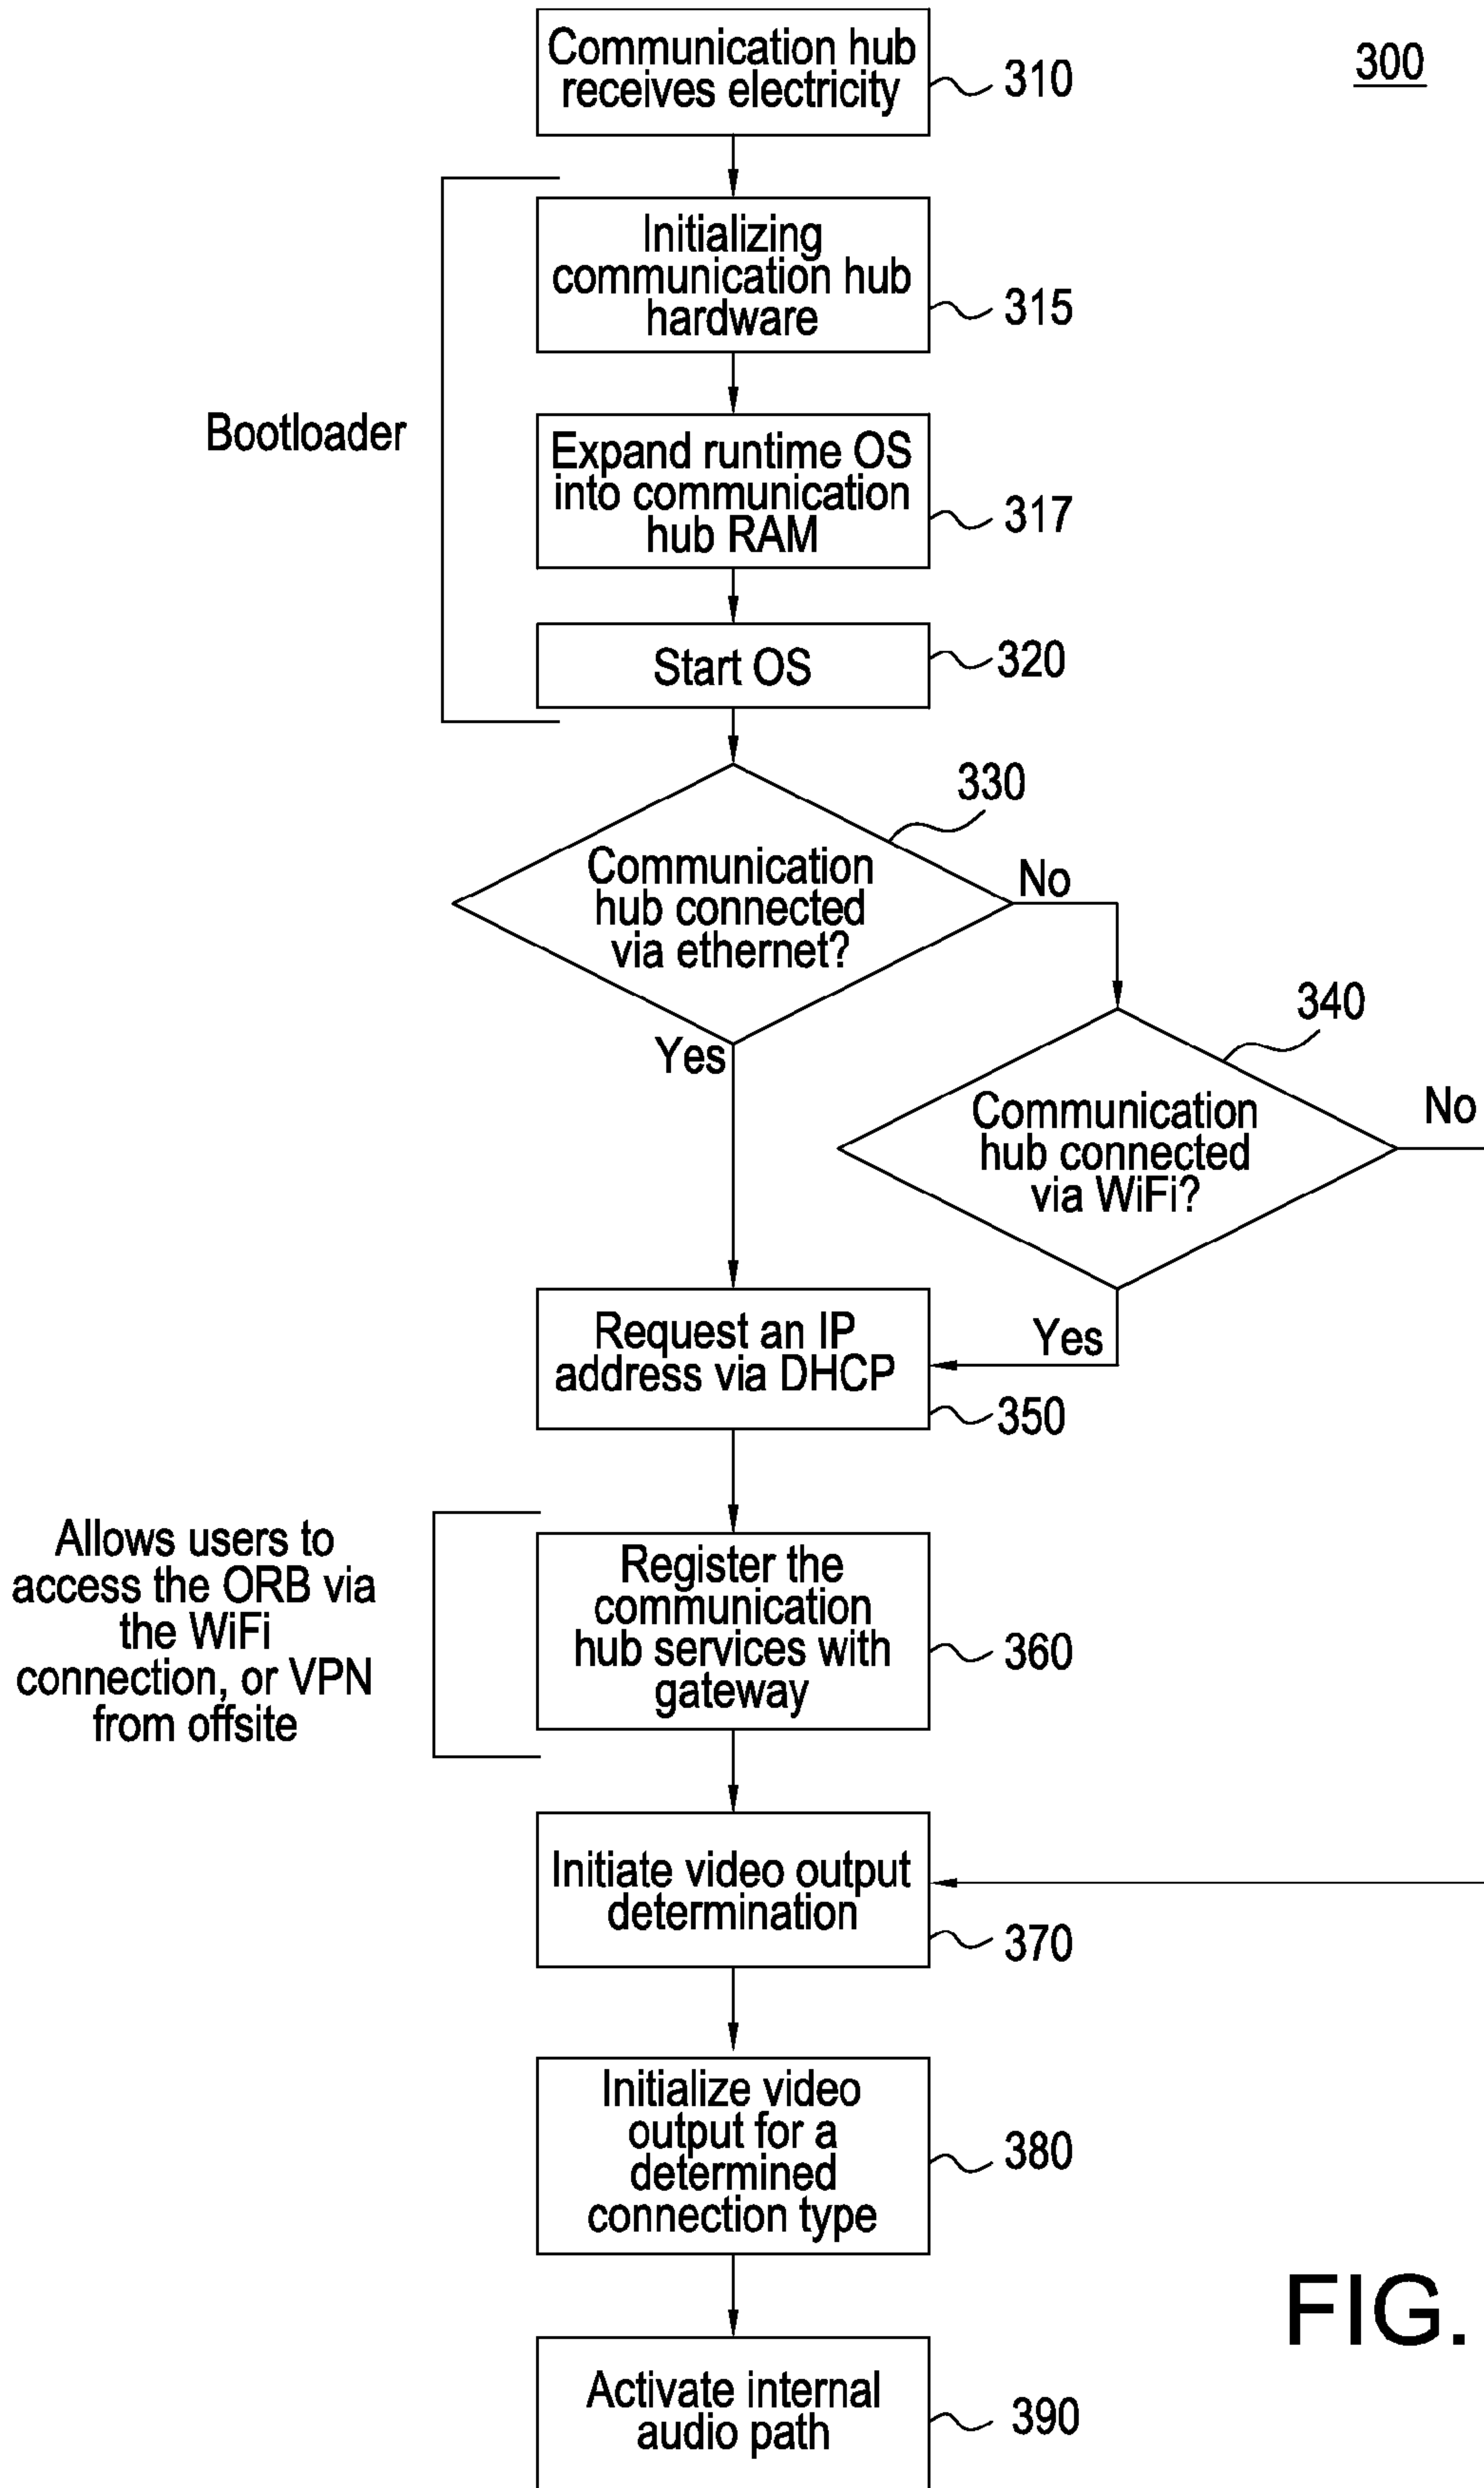 300
Communication hub
receives electricity
310
Initializing
communication hub
hardware
315
Bootloader
Expand runtime OS
into communication
hub RAM
317
Start OS
320
330
Communication
hub connected
via ethernet?
No
Yes
340
Communication
hub connected
via WiFi?
No
Yes
Request an IP
address via DHCP
350
Allows users to
access the ORB via
the WiFi
connection, or VPN
from offsite
Register the
communication
hub services with
gateway
360
Initiate video output
determination
370
Initialize video
output for a
determined
connection type
380
FIG.
Activate internal
audio path
390